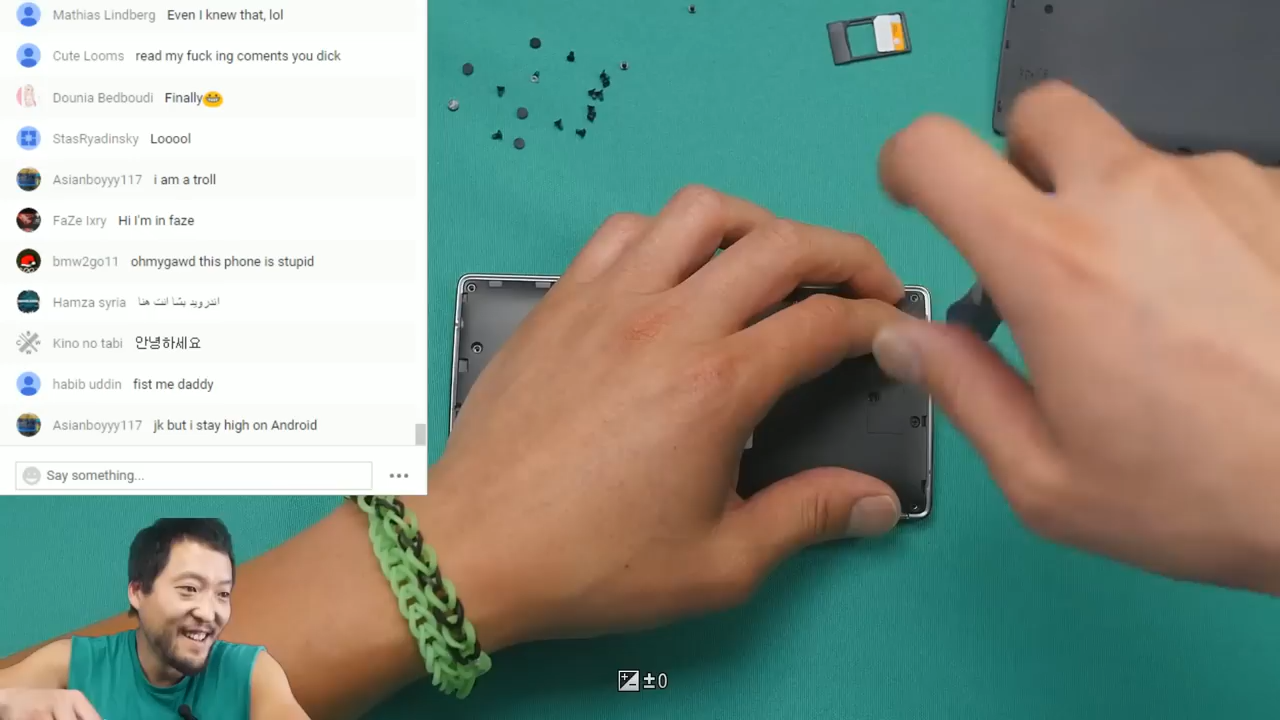 Mathias Lindberg Even I knew that, lol
Cute Looms read my fuck ing coments you dick
Dounia Bedboudi Finally😁
StasRyadinsky Looool
Asianboyyy117 i am a troll
FaZe Ixry Hi I'm in faze
bmw2go11 ohmygawd this phone is stupid
Hamza syria اندرويد بشا انت هنا
Kino no tabi 안녕하세요
habib uddin fist me daddy
Asianboyyy117 jk but i stay high on Android
Say something...
±0